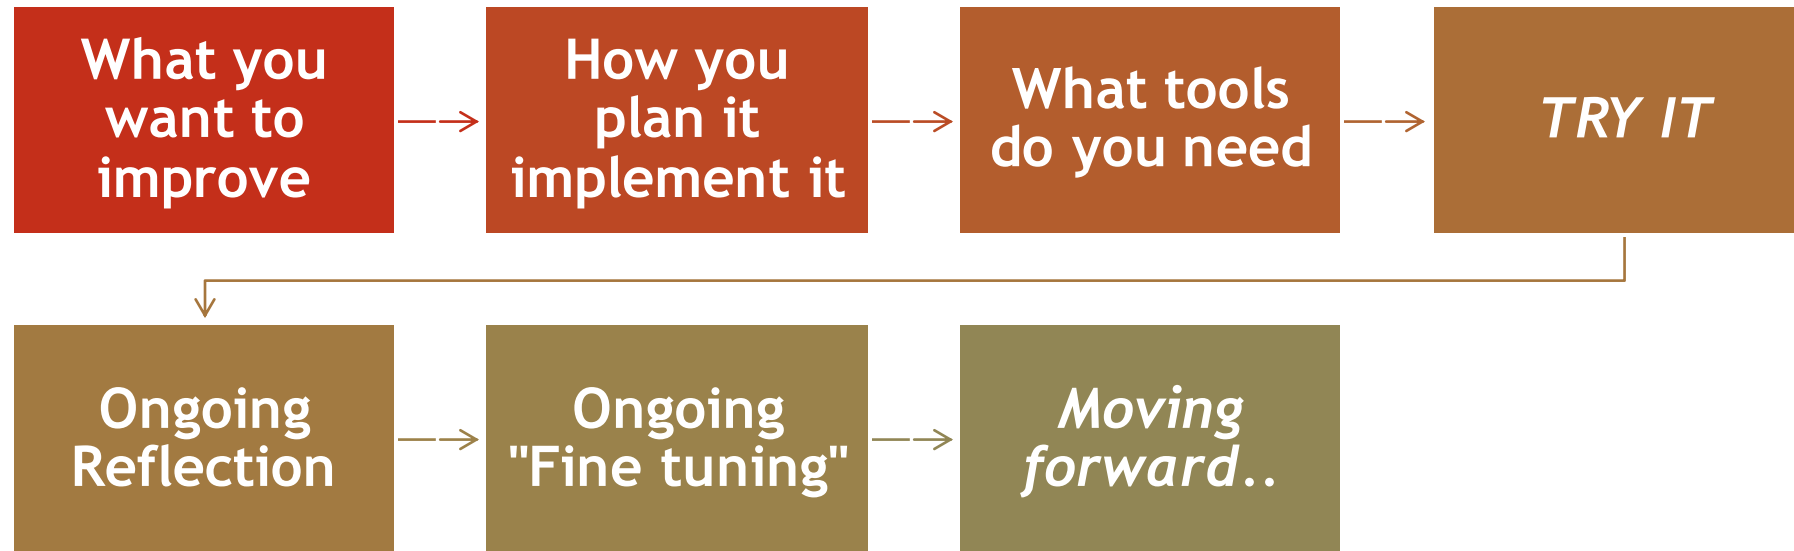 What you
want to
improve
How you
plan it
implement it
What tools
do you need
TRY IT
Ongoing
Reflection
Ongoing
"Fine tuning"
Moving
forward..